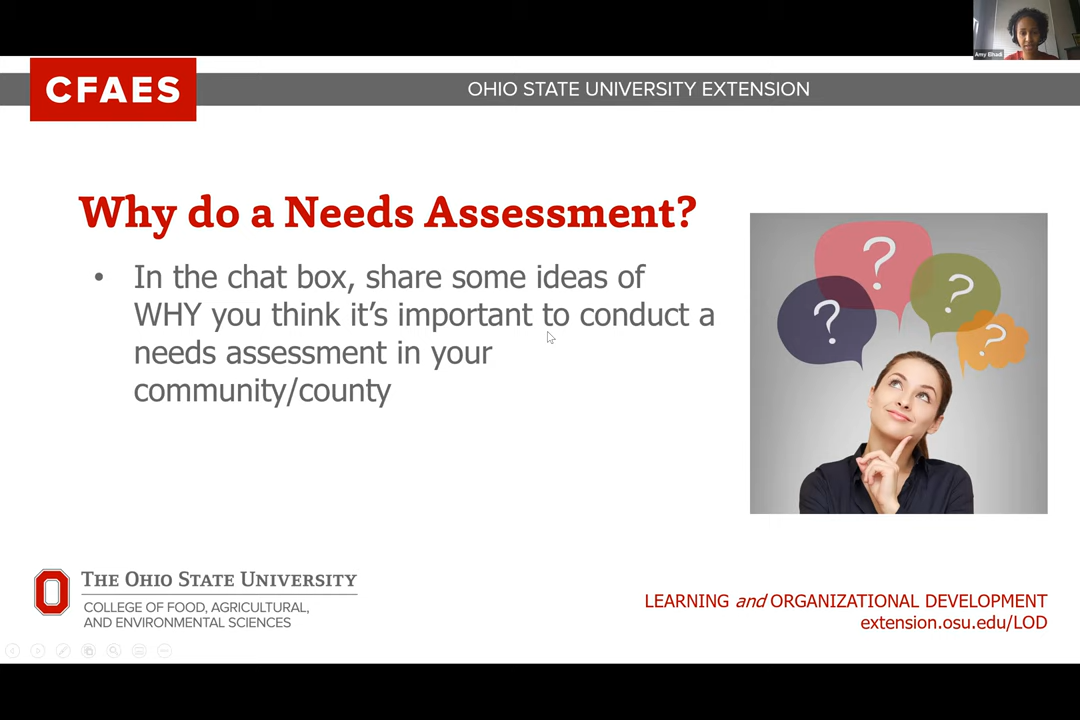 Amy Elhadi
CFAES
OHIO STATE UNIVERSITY EXTENSION
Why do a Needs Assessment?
• In the chat box, share some ideas of
WHY you think it’s important to conduct a
needs assessment in your
community/county
? ? ? ?
THE OHIO STATE UNIVERSITY
COLLEGE OF FOOD, AGRICULTURAL,
AND ENVIRONMENTAL SCIENCES
LEARNING and ORGANIZATIONAL DEVELOPMENT
extension.osu.edu/LOD